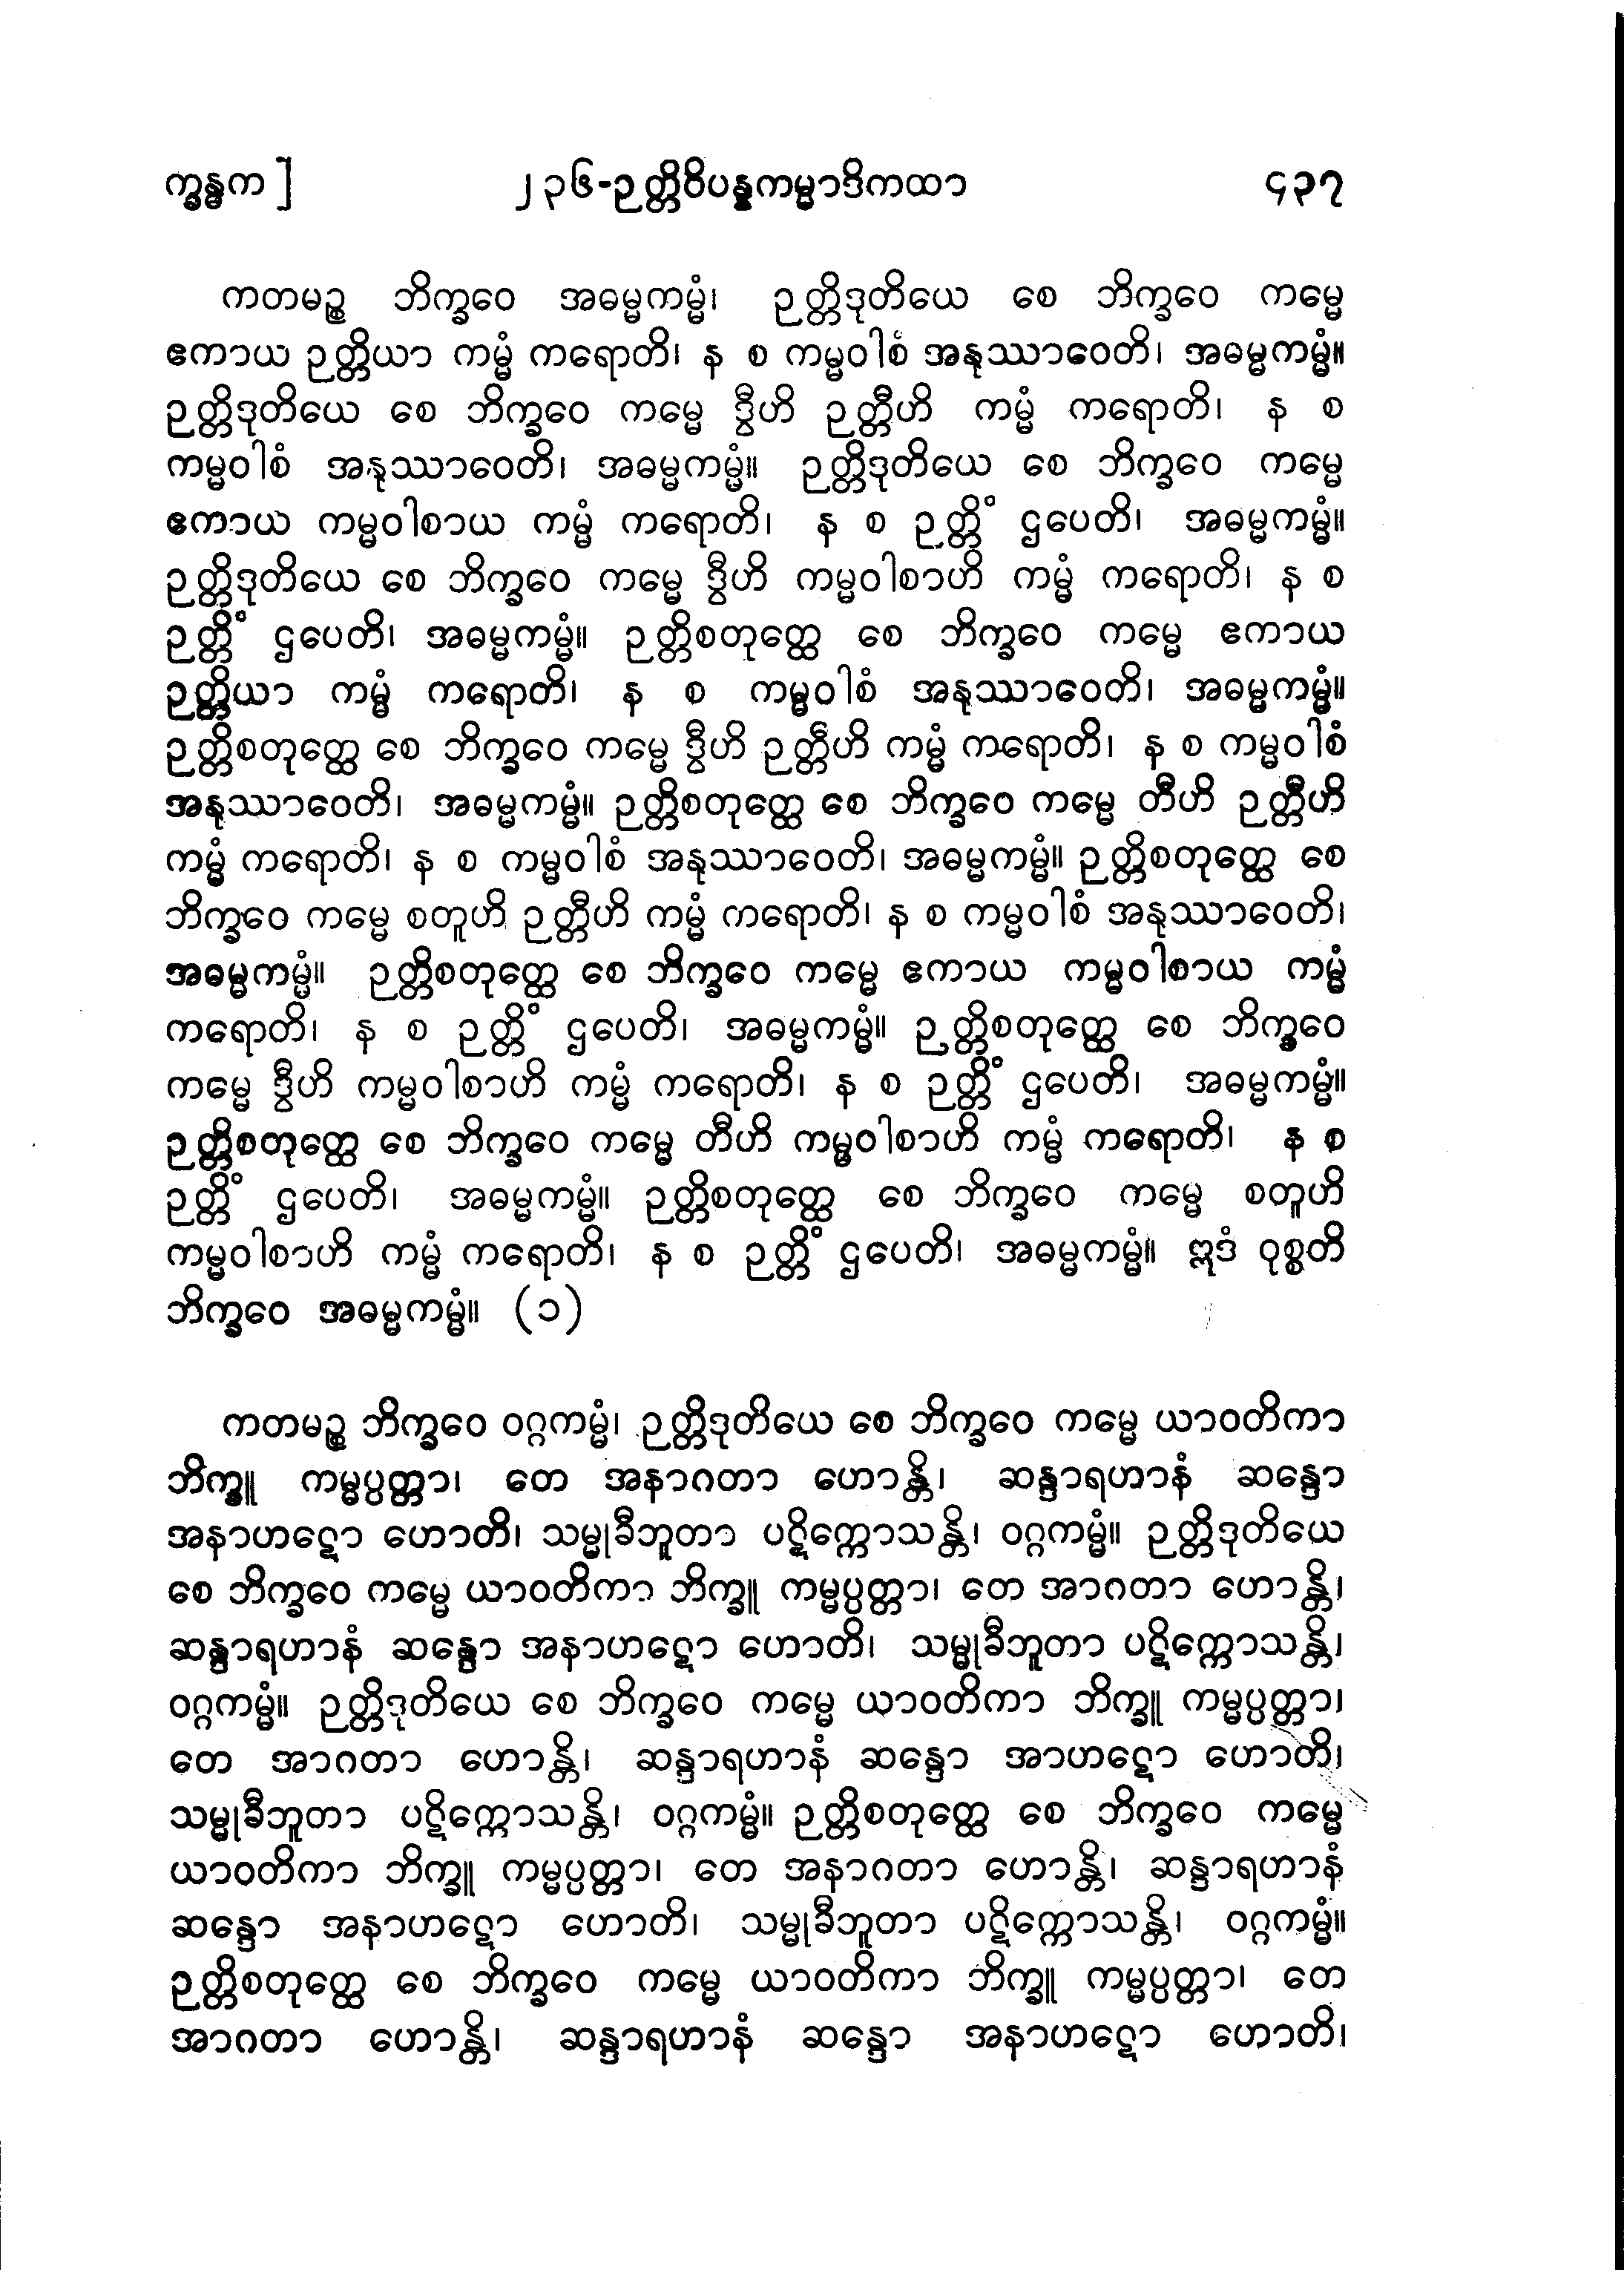 က္ခန္ဓက ]    ၂၃၆-ဉတ္တိဝိပန္နကမ္မာဒိကထာ    ၄၃၇
ကတမဉ္စ ဘိက္ခဝေ အဓမ္မကမ္မံ၊ ဉတ္တိဒုတိယေ စေ ဘိက္ခဝေ ကမ္မေ
ဧကာယ ဉတ္တိယာ ကမ္မံ ကရောတိ၊ န စ ကမ္မဝါစံ အနုဿာဝေတိ၊ အဓမ္မကမ္မံ။
ဉတ္တိဒုတိယေ စေ ဘိက္ခဝေ ကမ္မေ ဒွီဟိ ဉတ္တီဟိ ကမ္မံ ကရောတိ၊ န စ
ကမ္မဝါစံ အနုဿာဝေတိ၊ အဓမ္မကမ္မံ။ ဉတ္တိဒုတိယေ စေ ဘိက္ခဝေ ကမ္မေ
ဧကာယ ကမ္မဝါစာယ ကမ္မံ ကရောတိ၊ န စ ဉတ္တိံ ဌပေတိ၊ အဓမ္မကမ္မံ။
ဉတ္တိဒုတိယေ စေ ဘိက္ခဝေ ကမ္မေ ဒွီဟိ ကမ္မဝါစာဟိ ကမ္မံ ကရောတိ၊ န စ
ဉတ္တိံ ဌပေတိ၊ အဓမ္မကမ္မံ။ ဉတ္တိစတုတ္ထေ စေ ဘိက္ခဝေ ကမ္မေ ဧကာယ
ဉတ္တိယာ ကမ္မံ ကရောတိ၊ န စ ကမ္မဝါစံ အနုဿာဝေတိ၊ အဓမ္မကမ္မံ။
ဉတ္တိစတုတ္ထေ စေ ဘိက္ခဝေ ကမ္မေ ဒွီဟိ ဉတ္တီဟိ ကမ္မံ ကရောတိ၊ န စ ကမ္မဝါစံ
အနုဿာဝေတိ၊ အဓမ္မကမ္မံ။ ဉတ္တိစတုတ္ထေ စေ ဘိက္ခဝေ ကမ္မေ တီဟိ ဉတ္တီဟိ
ကမ္မံ ကရောတိ၊ န စ ကမ္မဝါစံ အနုဿာဝေတိ၊ အဓမ္မကမ္မံ။ ဉတ္တိစတုတ္ထေ စေ
ဘိက္ခဝေ ကမ္မေ စတူဟိ ဉတ္တီဟိ ကမ္မံ ကရောတိ၊ န စ ကမ္မဝါစံ အနုဿာဝေတိ၊
အဓမ္မကမ္မံ။ ဉတ္တိစတုတ္ထေ စေ ဘိက္ခဝေ ကမ္မေ ဧကာယ ကမ္မဝါစာယ ကမ္မံ
ကရောတိ၊ န စ ဉတ္တိံ ဌပေတိ၊ အဓမ္မကမ္မံ။ ဉတ္တိစတုတ္ထေ စေ ဘိက္ခဝေ
ကမ္မေ ဒွီဟိ ကမ္မဝါစာဟိ ကမ္မံ ကရောတိ၊ န စ ဉတ္တိံ ဌပေတိ၊ အဓမ္မကမ္မံ။
ဉတ္တိစတုတ္ထေ စေ ဘိက္ခဝေ ကမ္မေ တီဟိ ကမ္မဝါစာဟိ ကမ္မံ ကရောတိ၊ န စ
ဉတ္တိံ ဌပေတိ၊ အဓမ္မကမ္မံ။ ဉတ္တိစတုတ္ထေ စေ ဘိက္ခဝေ ကမ္မေ စတူဟိ
ကမ္မဝါစာဟိ ကမ္မံ ကရောတိ၊ န စ ဉတ္တိံ ဌပေတိ၊ အဓမ္မကမ္မံ။ ဣဒံ ဝုစ္စတိ
ဘိက္ခဝေ အဓမ္မကမ္မံ။ (၁)
ကတမဉ္စ ဘိက္ခဝေ ဝဂ္ဂကမ္မံ၊ ဉတ္တိဒုတိယေ စေ ဘိက္ခဝေ ကမ္မေ ယာဝတိကာ
ဘိက္ခူ ကမ္မပ္ပတ္တာ၊ တေ အနာဂတာ ဟောန္တိ၊ ဆန္ဒာရဟာနံ ဆန္ဒော
အနာဟဋော ဟောတိ၊ သမ္မုခီဘူတာ ပဋိက္ကောသန္တိ၊ ဝဂ္ဂကမ္မံ။ ဉတ္တိဒုတိယေ
စေ ဘိက္ခဝေ ကမ္မေ ယာဝတိကာ ဘိက္ခူ ကမ္မပ္ပတ္တာ၊ တေ အာဂတာ ဟောန္တိ၊
ဆန္ဒာရဟာနံ ဆန္ဒော အနာဟဋော ဟောတိ၊ သမ္မုခီဘူတာ ပဋိက္ကောသန္တိ၊
ဝဂ္ဂကမ္မံ။ ဉတ္တိဒုတိယေ စေ ဘိက္ခဝေ ကမ္မေ ယာဝတိကာ ဘိက္ခူ ကမ္မပ္ပတ္တာ၊
တေ အာဂတာ ဟောန္တိ၊ ဆန္ဒာရဟာနံ ဆန္ဒော အာဟဋော ဟောတိ၊
သမ္မုခီဘူတာ ပဋိက္ကောသန္တိ၊ ဝဂ္ဂကမ္မံ။ ဉတ္တိစတုတ္ထေ စေ ဘိက္ခဝေ ကမ္မေ
ယာဝတိကာ ဘိက္ခူ ကမ္မပ္ပတ္တာ၊ တေ အနာဂတာ ဟောန္တိ၊ ဆန္ဒာရဟာနံ
ဆန္ဒော အနာဟဋော ဟောတိ၊ သမ္မုခီဘူတာ ပဋိက္ကောသန္တိ၊ ဝဂ္ဂကမ္မံ။
ဉတ္တိစတုတ္ထေ စေ ဘိက္ခဝေ ကမ္မေ ယာဝတိကာ ဘိက္ခူ ကမ္မပ္ပတ္တာ၊ တေ
အာဂတာ ဟောန္တိ၊ ဆန္ဒာရဟာနံ ဆန္ဒော အနာဟဋော ဟောတိ၊